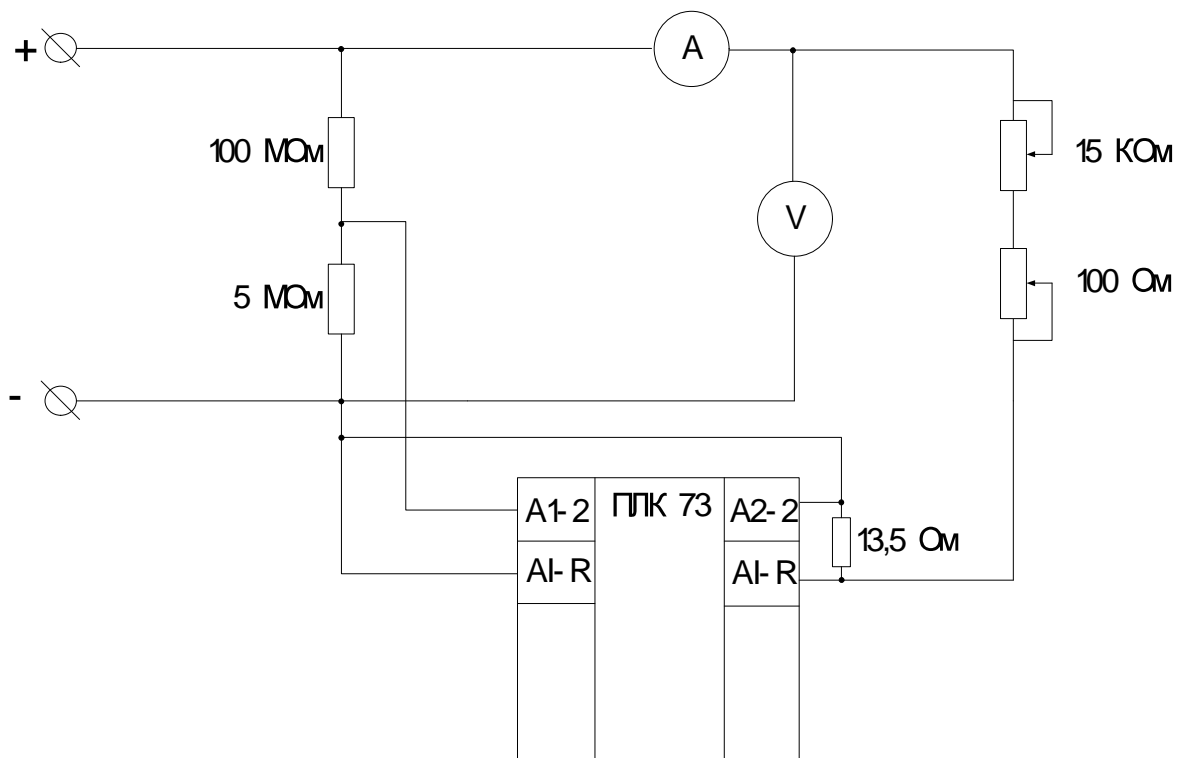 +
A
100 МОм
15 КОм
V
5 МОм
100 Ом
-
A1-2
ПЛК 73
A2-2
AI-R
AI-R
13,5 Ом